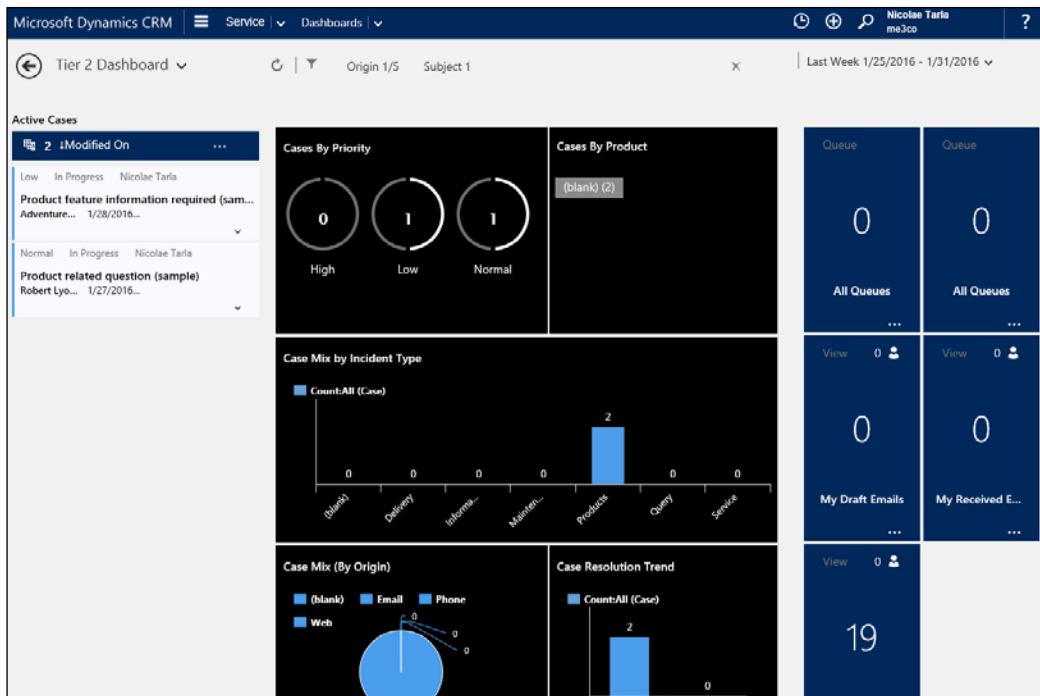 Microsoft Dynamics CRM Service Dashboards Nicolae Tarla
me3co ?
Tier 2 Dashboard Origin 1/5 Subject 1 Last Week 1/25/2016 - 1/31/2016
Active Cases
2 ↓Modified On ...
Low In Progress Nicolae Tarla
Product feature information required (sam...
Adventure... 1/28/2016...
Normal In Progress Nicolae Tarla
Product related question (sample)
Robert Lyo... 1/27/2016...
Cases By Priority
0 1 1
High Low Normal
Cases By Product
(blank) (2)
Case Mix by Incident Type
Count:All (Case)
0 0 0 0 2 0 0
(blank) Delivery Informa... Mainten... Products Query Service
Case Mix (By Origin)
(blank) Email Phone
Web
0
0
0
Case Resolution Trend
Count:All (Case)
2
0
Queue Queue
0 0
All Queues All Queues
... ...
View 0 View 0
0 0
My Draft Emails My Received E...
... ...
View 0
19